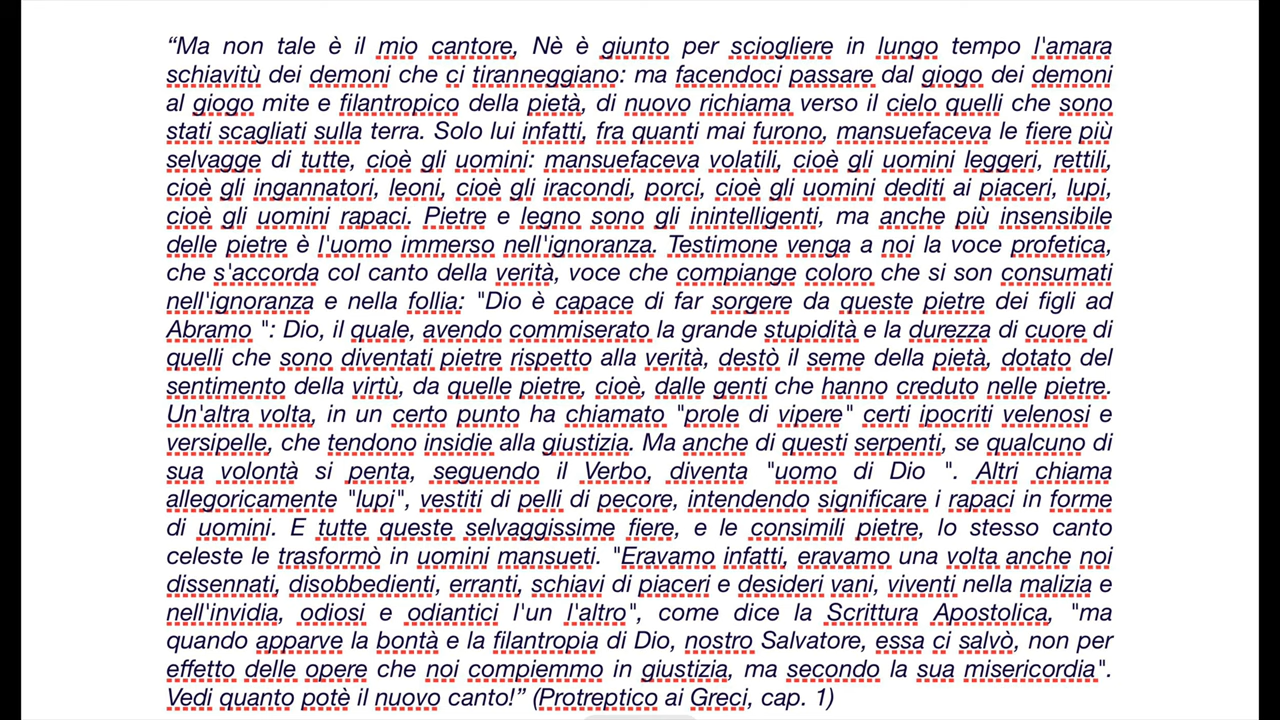 “Ma non tale è il mio cantore, Nè è giunto per sciogliere in lungo tempo l'amara
schiavitù dei demoni che ci tiranneggiano: ma facendoci passare dal giogo dei demoni
al giogo mite e filantropico della pietà, di nuovo richiama verso il cielo quelli che sono
stati scagliati sulla terra. Solo lui infatti, fra quanti mai furono, mansuefaceva le fiere più
selvagge di tutte, cioè gli uomini: mansuefaceva volatili, cioè gli uomini leggeri, rettili,
cioè gli ingannatori, leoni, cioè gli iracondi, porci, cioè gli uomini dediti ai piaceri, lupi,
cioè gli uomini rapaci. Pietre e legno sono gli inintelligenti, ma anche più insensibile
delle pietre è l'uomo immerso nell'ignoranza. Testimone venga a noi la voce profetica,
che s'accorda col canto della verità, voce che compiange coloro che si son consumati
nell'ignoranza e nella follia: "Dio è capace di far sorgere da queste pietre dei figli ad
Abramo ": Dio, il quale, avendo commiserato la grande stupidità e la durezza di cuore di
quelli che sono diventati pietre rispetto alla verità, destò il seme della pietà, dotato del
sentimento della virtù, da quelle pietre, cioè, dalle genti che hanno creduto nelle pietre.
Un'altra volta, in un certo punto ha chiamato "prole di vipere" certi ipocriti velenosi e
versipelle, che tendono insidie alla giustizia. Ma anche di questi serpenti, se qualcuno di
sua volontà si penta, seguendo il Verbo, diventa "uomo di Dio ". Altri chiama
allegoricamente "lupi", vestiti di pelli di pecore, intendendo significare i rapaci in forme
di uomini. E tutte queste selvaggissime fiere, e le consimili pietre, lo stesso canto
celeste le trasformò in uomini mansueti. "Eravamo infatti, eravamo una volta anche noi
dissennati, disobbedienti, erranti, schiavi di piaceri e desideri vani, viventi nella malizia e
nell'invidia, odiosi e odiantici l'un l'altro", come dice la Scrittura Apostolica, "ma
quando apparve la bontà e la filantropia di Dio, nostro Salvatore, essa ci salvò, non per
effetto delle opere che noi compiemmo in giustizia, ma secondo la sua misericordia".
Vedi quanto potè il nuovo canto!” (Protreptico ai Greci, cap. 1)